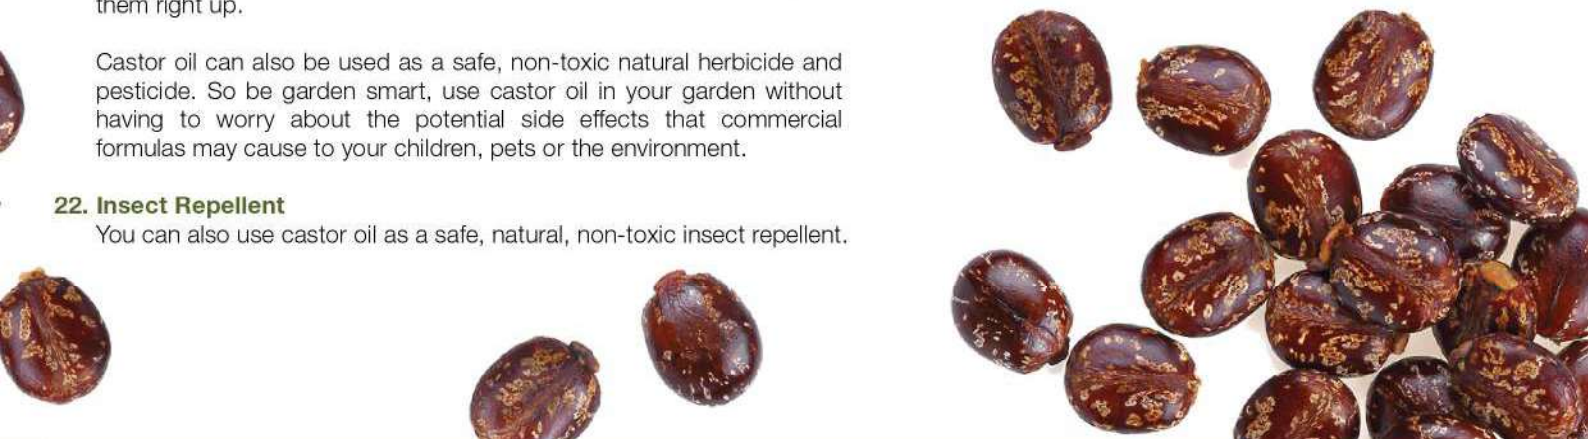 them right up.
Castor oil can also be used as a safe, non-toxic natural herbicide and
pesticide. So be garden smart, use castor oil in your garden without
having to worry about the potential side effects that commercial
formulas may cause to your children, pets or the environment.
22. Insect Repellent
You can also use castor oil as a safe, natural, non-toxic insect repellent.